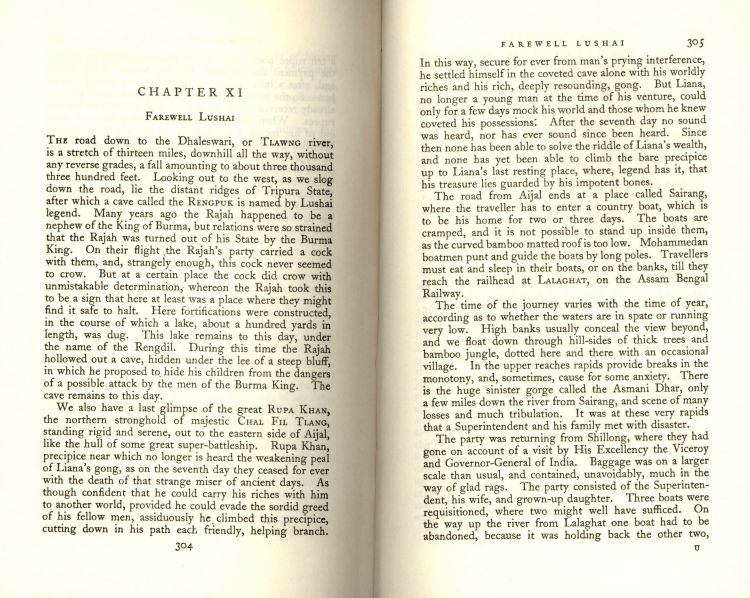 CHAPTER XI
FAREWELL LUSHAI
THE road down to the Dhaleswari, or TLAWNG river,
is a stretch of thirteen miles, downhill all the way, without
any reverse grades, a fall amounting to about three thousand
three hundred feet. Looking out to the west, as we slog
down the road, lie the distant ridges of Tripura State,
after which a cave called the RENGPUK is named by Lushai
legend. Many years ago the Rajah happened to be a
nephew of the King of Burma, but relations were so strained
that the Rajah was turned out of his State by the Burma
King. On their flight the Rajah's party carried a cock
with them, and, strangely enough, this cock never seemed
to crow. But at a certain place the cock did crow with
unmistakable determination, whereon the Rajah took this
to be a sign that here at least was a place where they might
find it safe to halt. Here fortifications were constructed,
in the course of which a lake, about a hundred yards in
length, was dug. This lake remains to this day, under
the name of the Rengdil. During this time the Rajah
hollowed out a cave, hidden under the lee of a steep bluff,
in which he proposed to hide his children from the dangers
of a possible attack by the men of the Burma King. The
cave remains to this day.
We also have a last glimpse of the great RUPA KHAN,
the northern stronghold of majestic CHAL FIL TLANG,
standing rigid and serene, out to the eastern side of Aijal,
like the hull of some great super-battleship. Rupa Khan,
precipice near which no longer is heard the weakening peal
of Liana's gong, as on the seventh day they ceased for ever
with the death of that strange miser of ancient days. As
though confident that he could carry his riches with him
to another world, provided he could evade the sordid greed
of his fellow men, assiduously he climbed this precipice,
cutting down in his path each friendly, helping branch.
304
FAREWELL LUSHAI 305
In this way, secure for ever from man's prying interference,
he settled himself in the coveted cave alone with his worldly
riches and his rich, deeply resounding, gong. But Liana,
no longer a young man at the time of his venture, could
only for a few days mock his world and those whom he knew
coveted his possessions. After the seventh day no sound
was heard, nor has ever sound since been heard. Since
then none has been able to solve the riddle of Liana's wealth,
and none has yet been able to climb the bare precipice
up to Liana's last resting place, where, legend has it, that
his treasure lies guarded by his impotent bones.
The road from Aijal ends at a place called Sairang,
where the traveller has to enter a country boat, which is
to be his home for two or three days. The boats are
cramped, and it is not possible to stand up inside them,
as the curved bamboo matted roof is too low. Mohammedan
boatmen punt and guide the boats by long poles. Travellers
must eat and sleep in their boats, or on the banks, till they
reach the railhead at LALAGHAT, on the Assam Bengal
Railway.
The time of the journey varies with the time of year,
according as to whether the waters are in spate or running
very low. High banks usually conceal the view beyond,
and we float down through hill-sides of thick trees and
bamboo jungle, dotted here and there with an occasional
village. In the upper reaches rapids provide breaks in the
monotony, and, sometimes, cause for some anxiety. There
is the huge sinister gorge called the Asmani Dhar, only
a few miles down the river from Sairang, and scene of many
losses and much tribulation. It was at these very rapids
that a Superintendent and his family met with disaster.
The party was returning from Shillong, where they had
gone on account of a visit by His Excellency the Viceroy
and Governor-General of India. Baggage was on a larger
scale than usual, and contained, unavoidably, much in the
way of glad rags. The party consisted of the Superinten-
dent, his wife, and grown-up daughter. Three boats were
requisitioned, where two might well have sufficed. On
the way up the river from Lalaghat one boat had to be
abandoned, because it was holding back the other two,
U